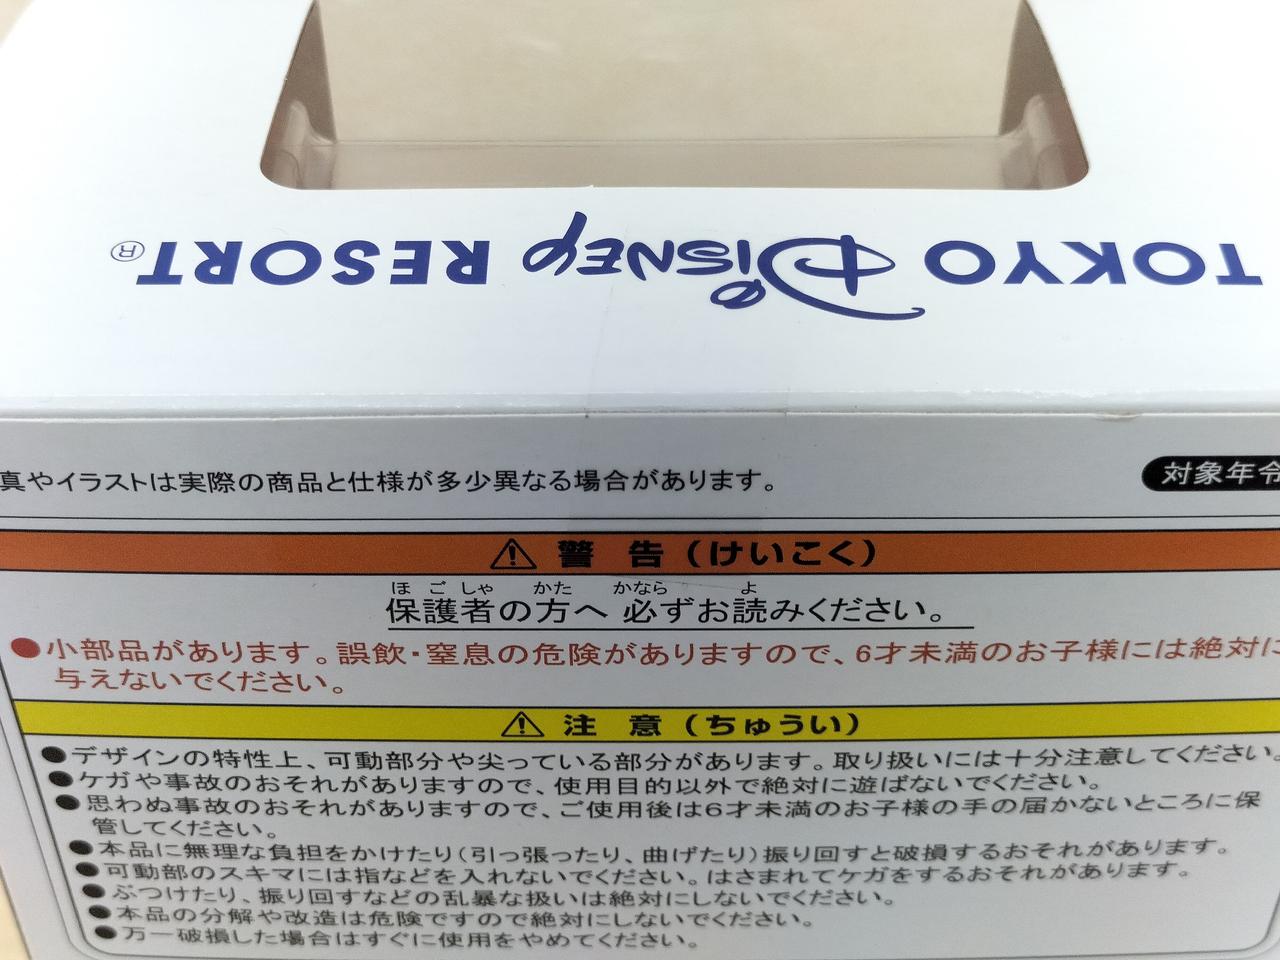 TOKYO DISNEY RESORT®
真やイラストは実際の商品と仕様が多少異なる場合があります。
対象年令
⚠ 警 告（けいこく）
ほごしゃ かた かなら よ
保護者の方へ 必ずお読みください。
●小部品があります。誤飲・窒息の危険がありますので、6才未満のお子様には絶対に
与えないでください。
⚠ 注 意（ちゅうい）
●デザインの特性上、可動部分や尖っている部分があります。取り扱いには十分注意してください。
●ケガや事故のおそれがありますので、使用目的以外で絶対に遊ばないでください。
●思わぬ事故のおそれがありますので、ご使用後は6才未満のお子様の手の届かないところに保
管してください。
●本品に無理な負担をかけたり（引っ張ったり、曲げたり）振り回すと破損するおそれがあります。
●可動部のスキマには指などを入れないでください。はさまれてケガをするおそれがあります。
●ぶつけたり、振り回すなどの乱暴な扱いは絶対にしないでください。
●本品の分解や改造は危険ですので絶対にしないでください。
●万一破損した場合はすぐに使用をやめてください。